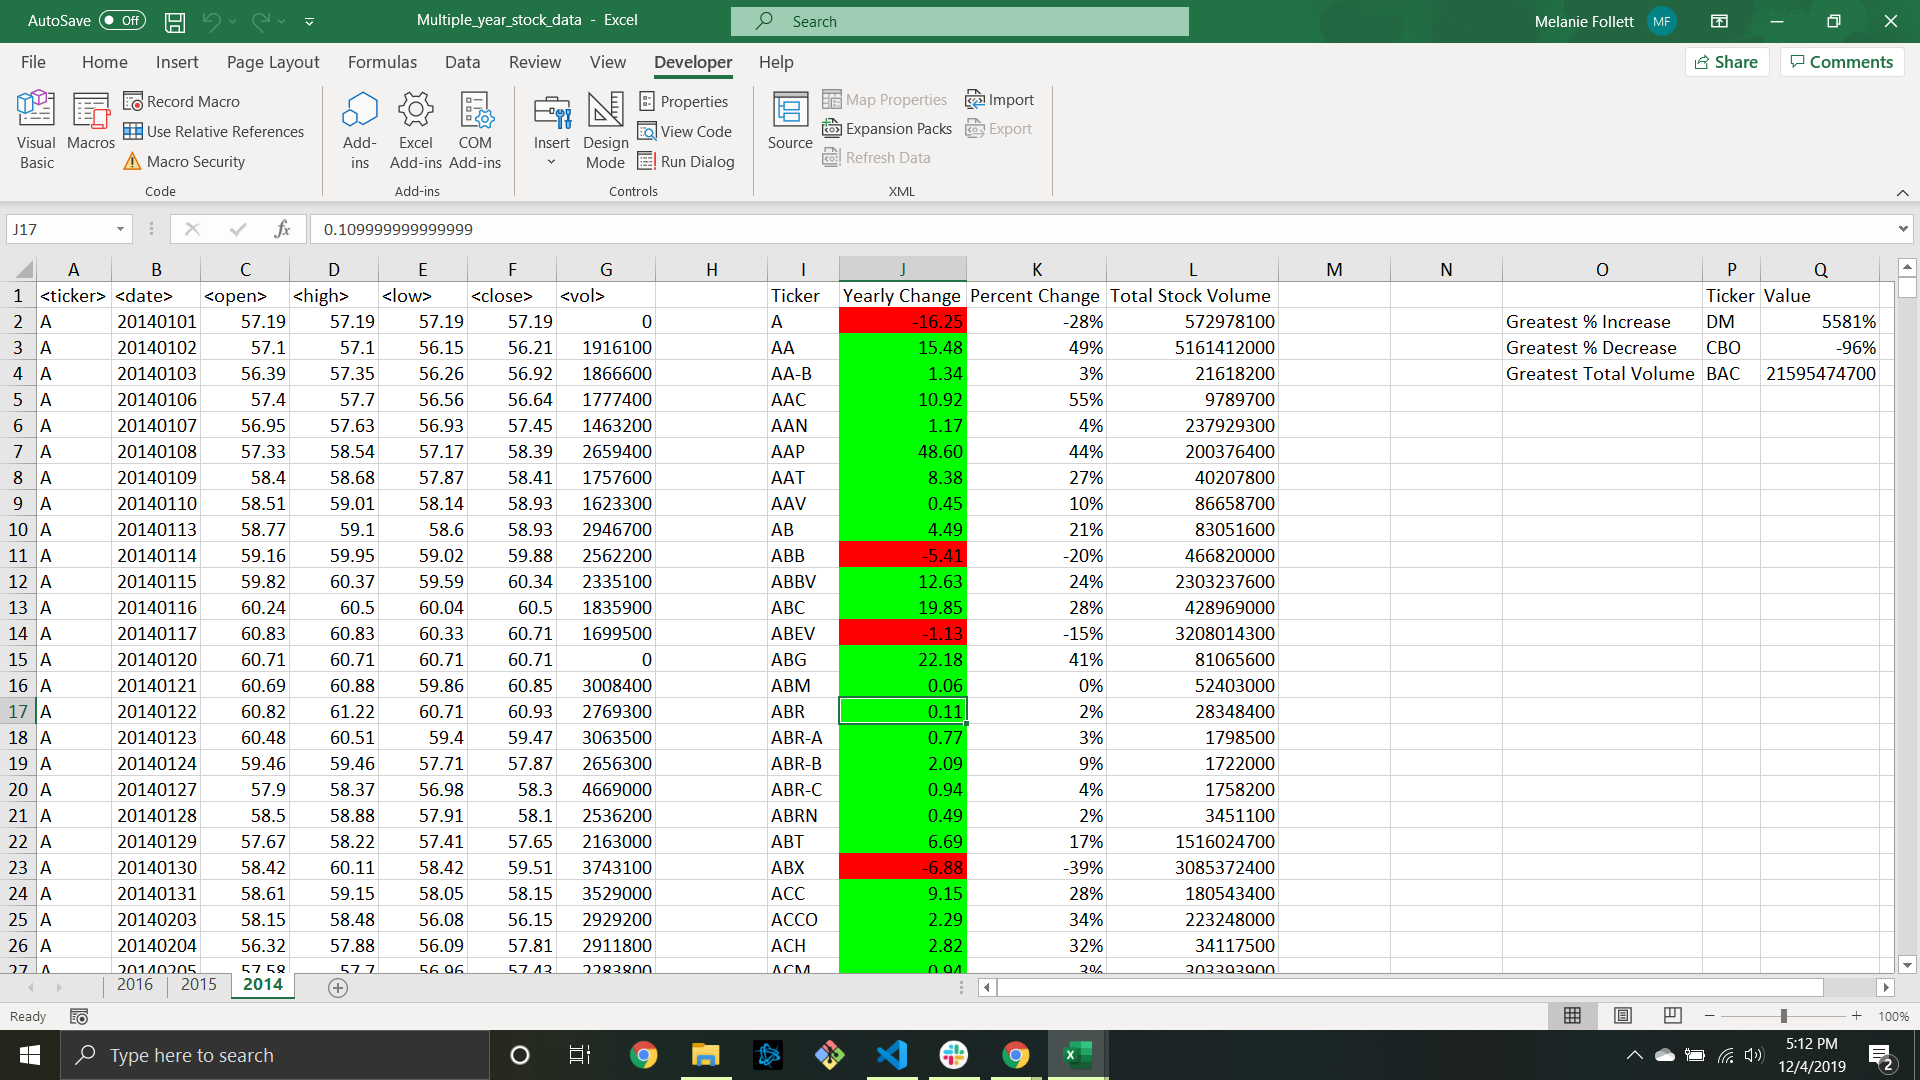 AutoSave Off Multiple_year_stock_data - Excel Search Melanie Follett MF
File Home Insert Page Layout Formulas Data Review View Developer Help Share Comments
Visual Basic Macros Record Macro Use Relative References Macro Security
Add-ins Excel Add-ins COM Add-ins
Insert Design Mode Properties View Code Run Dialog
Source Map Properties Expansion Packs Refresh Data Import Export
Code Add-ins Controls XML
J17 fx 0.109999999999999
A B C D E F G H I J K L M N O P Q
1 <ticker> <date> <open> <high> <low> <close> <vol> Ticker Yearly Change Percent Change Total Stock Volume Ticker Value
2 A 20140101 57.19 57.19 57.19 57.19 0 A -16.25 -28% 572978100 Greatest % Increase DM 5581%
3 A 20140102 57.1 57.1 56.15 56.21 1916100 AA 15.48 49% 5161412000 Greatest % Decrease CBO -96%
4 A 20140103 56.39 57.35 56.26 56.92 1866600 AA-B 1.34 3% 21618200 Greatest Total Volume BAC 21595474700
5 A 20140106 57.4 57.7 56.56 56.64 1777400 AAC 10.92 55% 9789700
6 A 20140107 56.95 57.63 56.93 57.45 1463200 AAN 1.17 4% 237929300
7 A 20140108 57.33 58.54 57.17 58.39 2659400 AAP 48.60 44% 200376400
8 A 20140109 58.4 58.68 57.87 58.41 1757600 AAT 8.38 27% 40207800
9 A 20140110 58.51 59.01 58.14 58.93 1623300 AAV 0.45 10% 86658700
10 A 20140113 58.77 59.1 58.6 58.93 2946700 AB 4.49 21% 83051600
11 A 20140114 59.16 59.95 59.02 59.88 2562200 ABB -5.41 -20% 466820000
12 A 20140115 59.82 60.37 59.59 60.34 2335100 ABBV 12.63 24% 2303237600
13 A 20140116 60.24 60.5 60.04 60.5 1835900 ABC 19.85 28% 428969000
14 A 20140117 60.83 60.83 60.33 60.71 1699500 ABEV -1.13 -15% 3208014300
15 A 20140120 60.71 60.71 60.71 60.71 0 ABG 22.18 41% 81065600
16 A 20140121 60.69 60.88 59.86 60.85 3008400 ABM 0.06 0% 52403000
17 A 20140122 60.82 61.22 60.71 60.93 2769300 ABR 0.11 2% 28348400
18 A 20140123 60.48 60.51 59.4 59.47 3063500 ABR-A 0.77 3% 1798500
19 A 20140124 59.46 59.46 57.71 57.87 2656300 ABR-B 2.09 9% 1722000
20 A 20140127 57.9 58.37 56.98 58.3 4669000 ABR-C 0.94 4% 1758200
21 A 20140128 58.5 58.88 57.91 58.1 2536200 ABRN 0.49 2% 3451100
22 A 20140129 57.67 58.22 57.41 57.65 2163000 ABT 6.69 17% 1516024700
23 A 20140130 58.42 60.11 58.42 59.51 3743100 ABX -6.88 -39% 3085372400
24 A 20140131 58.61 59.15 58.05 58.15 3529000 ACC 9.15 28% 180543400
25 A 20140203 58.15 58.48 56.08 56.15 2929200 ACCO 2.29 34% 223248000
26 A 20140204 56.32 57.88 56.09 57.81 2911800 ACH 2.82 32% 34117500
27 A 20140205 57.58 57.7 56.96 57.43 2283800 ACM 0.94 3% 303393900
2016 2015 2014
Ready 100%
Type here to search 5:12 PM
12/4/2019 2